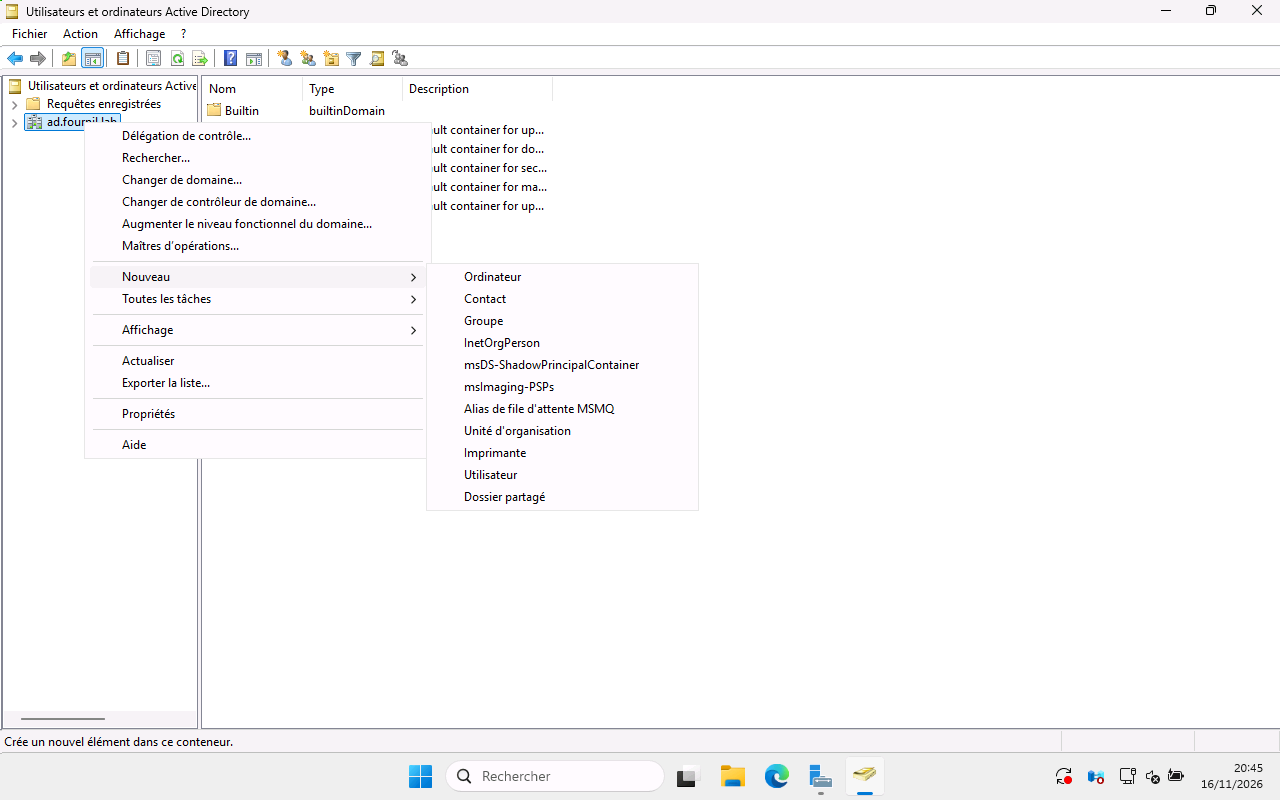 Utilisateurs et ordinateurs Active Directory
Fichier Action Affichage ?
Utilisateurs et ordinateurs Active
Requêtes enregistrées
ad.fournil.lab
Nom Type Description
Builtin builtinDomain
ult container for up...
ult container for do...
ult container for sec...
ult container for ma...
ult container for up...
Délégation de contrôle...
Rechercher...
Changer de domaine...
Changer de contrôleur de domaine...
Augmenter le niveau fonctionnel du domaine...
Maîtres d'opérations...
Nouveau
Toutes les tâches
Affichage
Actualiser
Exporter la liste...
Propriétés
Aide
Ordinateur
Contact
Groupe
InetOrgPerson
msDS-ShadowPrincipalContainer
msImaging-PSPs
Alias de file d'attente MSMQ
Unité d'organisation
Imprimante
Utilisateur
Dossier partagé
Crée un nouvel élément dans ce conteneur.
Rechercher
20:45
16/11/2026